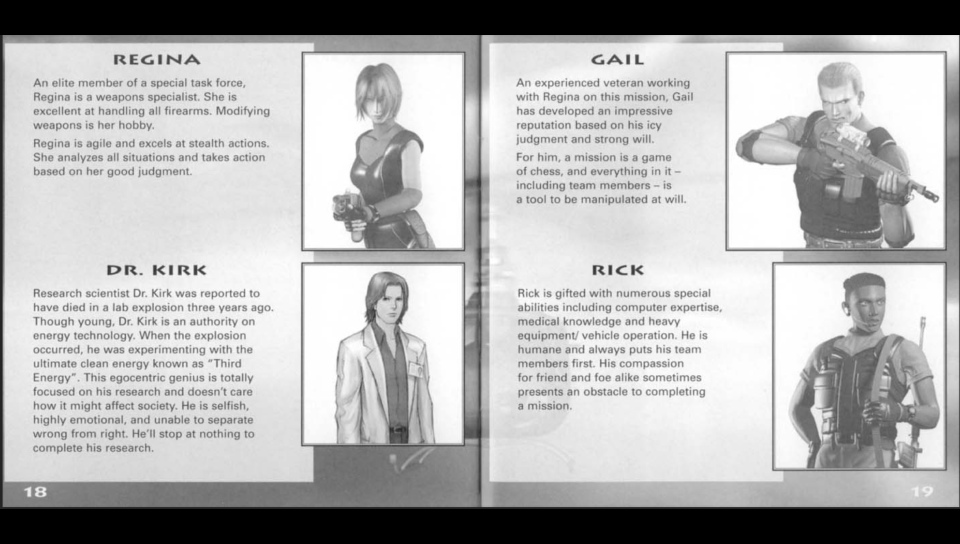 REGINA
An elite member of a special task force,
Regina is a weapons specialist. She is
excellent at handling all firearms. Modifying
weapons is her hobby.
Regina is agile and excels at stealth actions.
She analyzes all situations and takes action
based on her good judgment.
DR. KIRK
Research scientist Dr. Kirk was reported to
have died in a lab explosion three years ago.
Though young, Dr. Kirk is an authority on
energy technology. When the explosion
occurred, he was experimenting with the
ultimate clean energy known as "Third
Energy". This egocentric genius is totally
focused on his research and doesn't care
how it might affect society. He is selfish,
highly emotional, and unable to separate
wrong from right. He'll stop at nothing to
complete his research.
18
GAIL
An experienced veteran working
with Regina on this mission, Gail
has developed an impressive
reputation based on his icy
judgment and strong will.
For him, a mission is a game
of chess, and everything in it –
including team members – is
a tool to be manipulated at will.
RICK
Rick is gifted with numerous special
abilities including computer expertise,
medical knowledge and heavy
equipment/ vehicle operation. He is
humane and always puts his team
members first. His compassion
for friend and foe alike sometimes
presents an obstacle to completing
a mission.
19